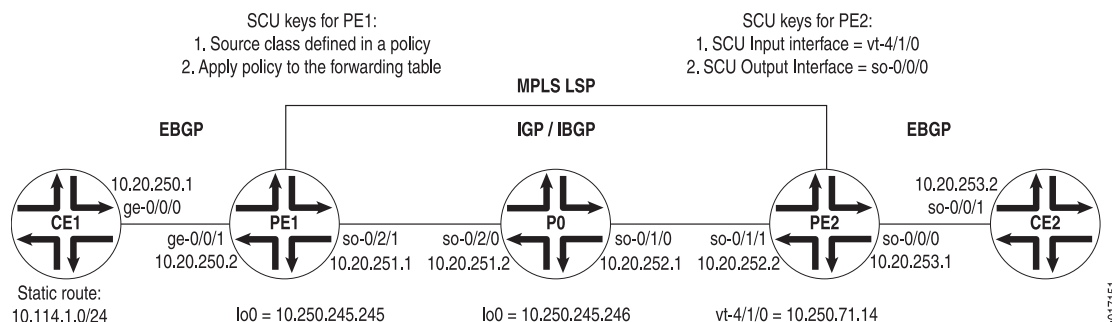 SCU keys for PE1:
1. Source class defined in a policy
2. Apply policy to the forwarding table
SCU keys for PE2:
1. SCU Input interface = vt-4/1/0
2. SCU Output Interface = so-0/0/0
MPLS LSP
EBGP
IGP / IBGP
EBGP
10.20.250.1
ge-0/0/0
10.20.253.2
so-0/0/1
CE1
PE1
P0
PE2
CE2
ge-0/0/1
10.20.250.2
so-0/2/1
10.20.251.1
so-0/2/0
10.20.251.2
so-0/1/0
10.20.252.1
so-0/1/1
10.20.252.2
so-0/0/0
10.20.253.1
Static route:
10.114.1.0/24
lo0 = 10.250.245.245
lo0 = 10.250.245.246
vt-4/1/0 = 10.250.71.14